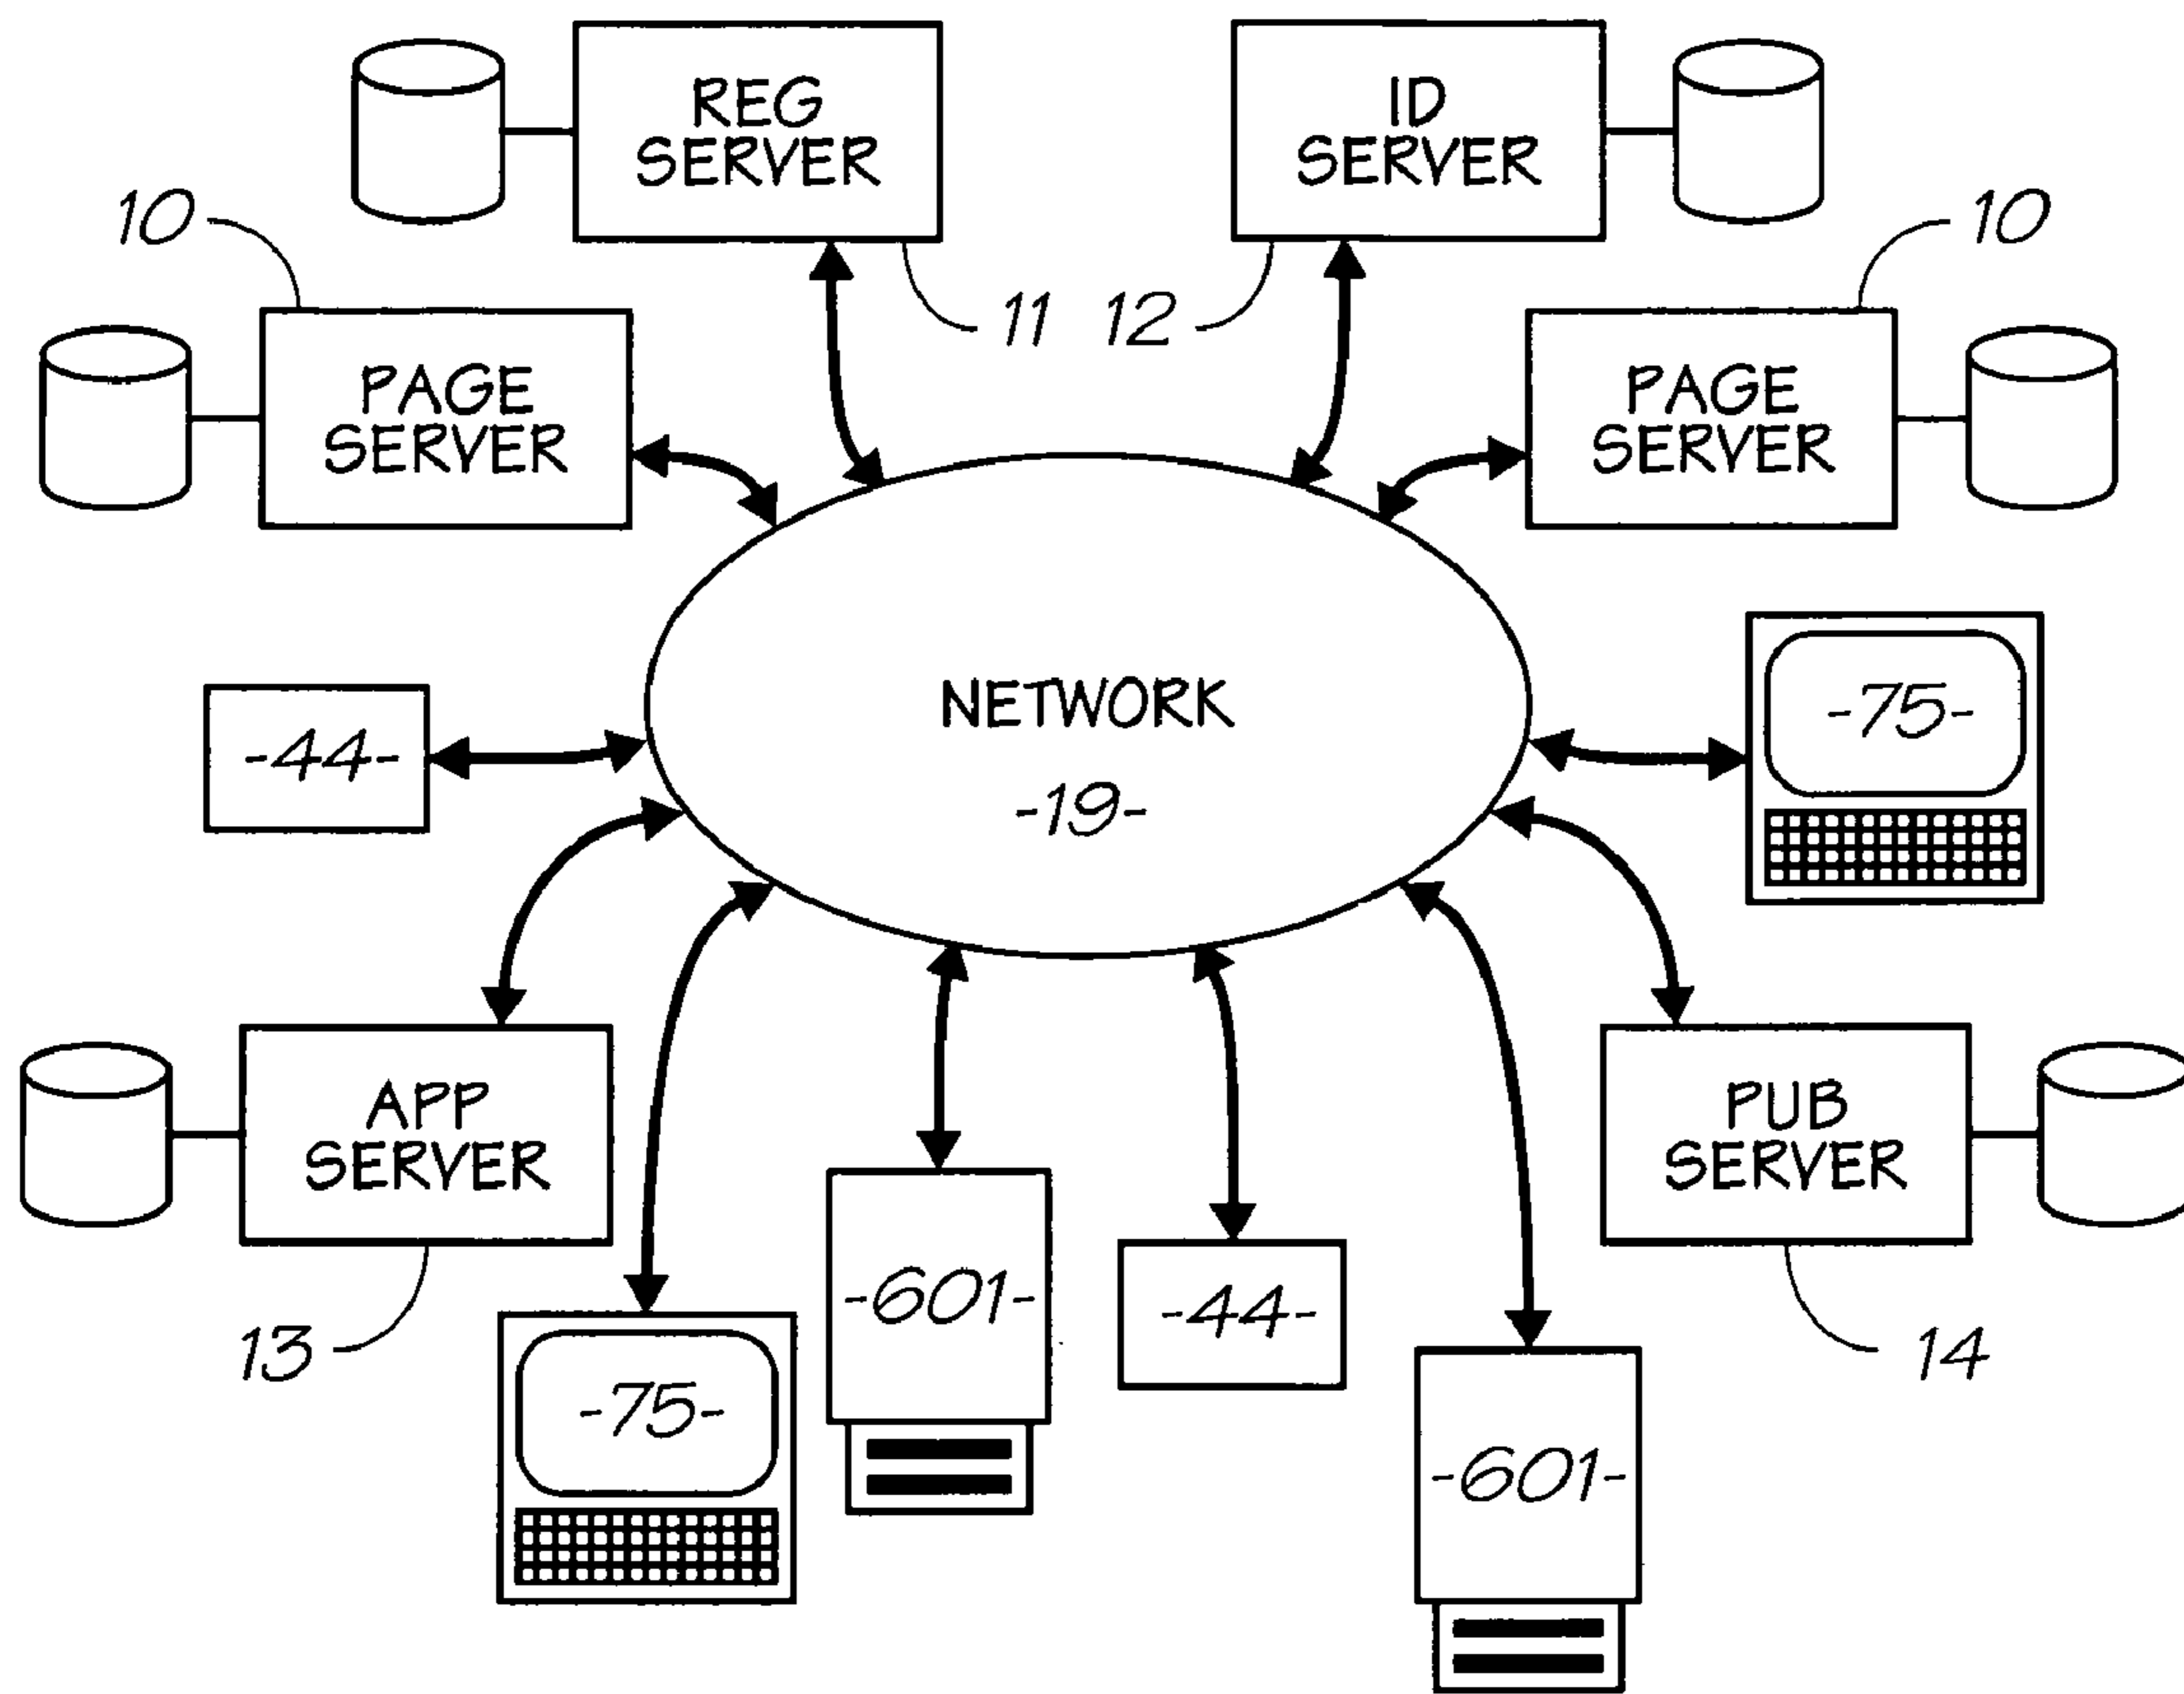 REG
SERVER
ID
SERVER
10
10
11
12
PAGE
SERVER
PAGE
SERVER
NETWORK
-19-
-75-
-44-
APP
SERVER
PUB
SERVER
-601-
-44-
13
14
-75-
-601-